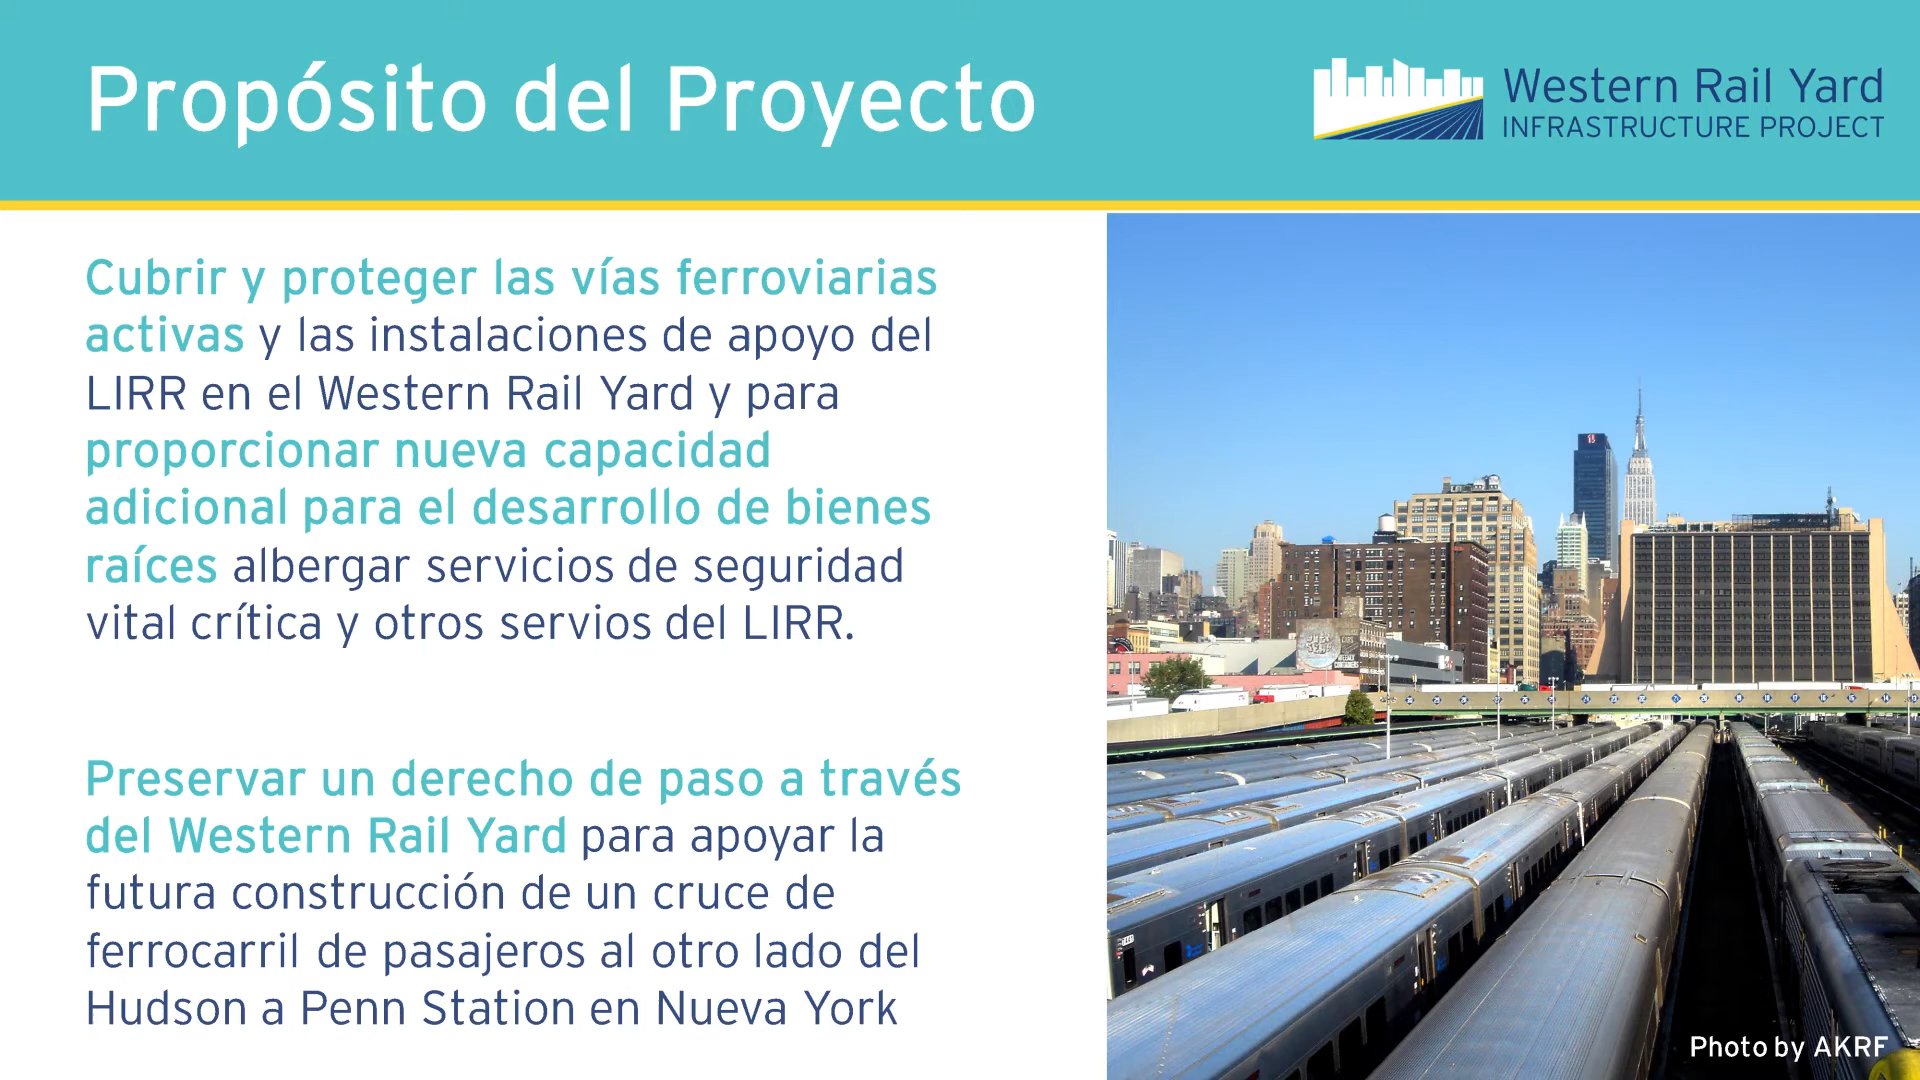 Propósito del Proyecto
Western Rail Yard
INFRASTRUCTURE PROJECT
Cubrir y proteger las vías ferroviarias
activas y las instalaciones de apoyo del
LIRR en el Western Rail Yard y para
proporcionar nueva capacidad
adicional para el desarrollo de bienes
raíces albergar servicios de seguridad
vital crítica y otros servios del LIRR.
Preservar un derecho de paso a través
del Western Rail Yard para apoyar la
futura construcción de un cruce de
ferrocarril de pasajeros al otro lado del
Hudson a Penn Station en Nueva York
Photo by AKRF